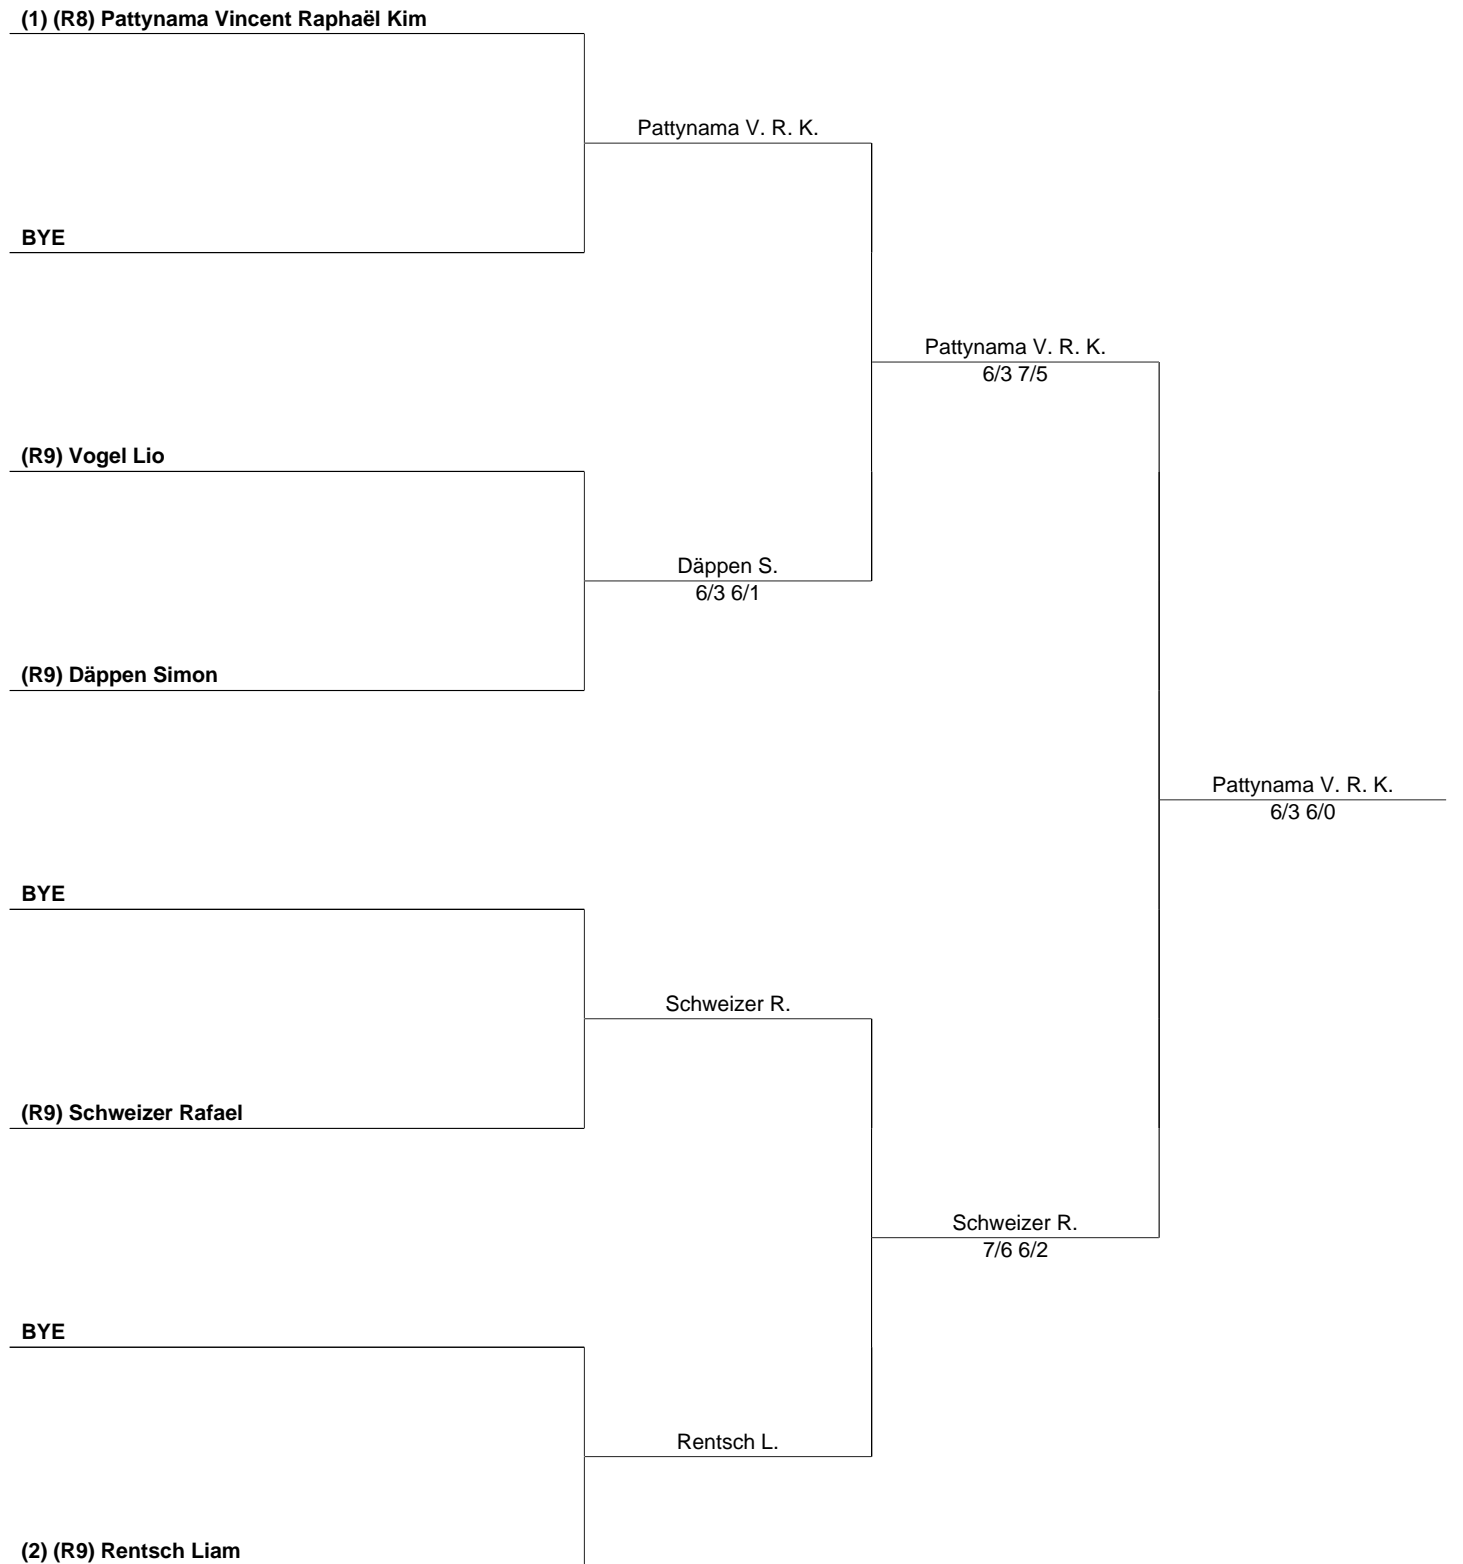 (1) (R8) Pattynama Vincent Raphaël Kim
Pattynama V. R. K.
BYE
Pattynama V. R. K.
6/3 7/5
(R9) Vogel Lio
Däppen S.
6/3 6/1
(R9) Däppen Simon
Pattynama V. R. K.
6/3 6/0
BYE
Schweizer R.
(R9) Schweizer Rafael
Schweizer R.
7/6 6/2
BYE
Rentsch L.
(2) (R9) Rentsch Liam